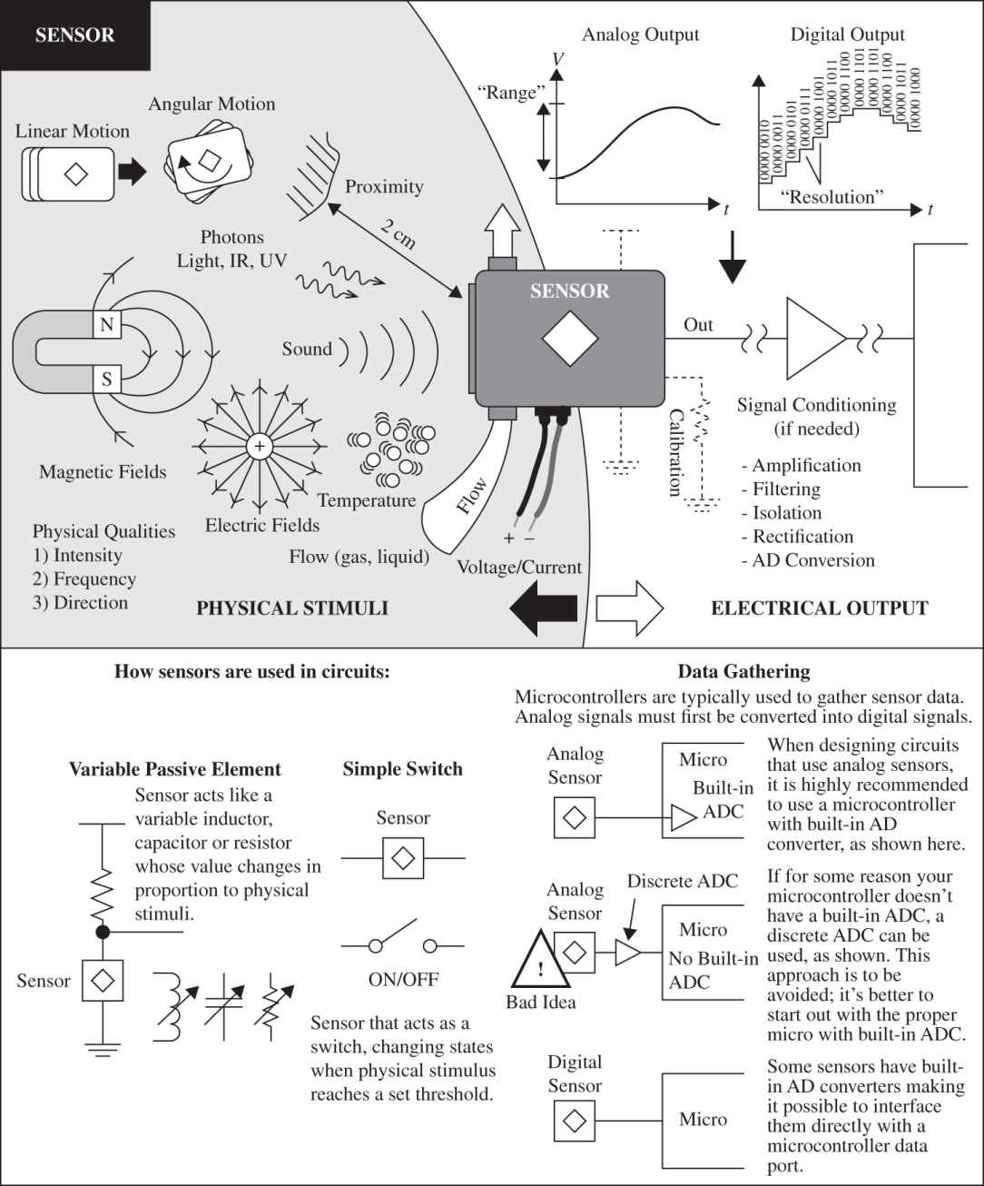 SENSOR
Analog Output
Digital Output
V
"Range"
t
0000 0010
0000 0011
0000 0101
0000 0111
0000 1001
0000 1011
0000 1100
0000 1101
0000 1101
0000 1100
0000 1011
0000 1000
"Resolution"
t
Angular Motion
Linear Motion
Proximity
2 cm
Photons
Light, IR, UV
SENSOR
N
S
Sound
Out
Magnetic Fields
+
Electric Fields
Temperature
Flow
Flow (gas, liquid)
+ −
Voltage/Current
Calibration
Signal Conditioning
(if needed)
- Amplification
- Filtering
- Isolation
- Rectification
- AD Conversion
Physical Qualities
1) Intensity
2) Frequency
3) Direction
PHYSICAL STIMULI
ELECTRICAL OUTPUT
How sensors are used in circuits:
Variable Passive Element
Sensor acts like a
variable inductor,
capacitor or resistor
whose value changes in
proportion to physical
stimuli.
Sensor
Simple Switch
Sensor
ON/OFF
Sensor that acts as a
switch, changing states
when physical stimulus
reaches a set threshold.
Data Gathering
Microcontrollers are typically used to gather sensor data.
Analog signals must first be converted into digital signals.
Analog
Sensor
Micro
Built-in
ADC
When designing circuits
that use analog sensors,
it is highly recommended
to use a microcontroller
with built-in AD
converter, as shown here.
Analog
Sensor
Discrete ADC
!
Bad Idea
Micro
No Built-in
ADC
If for some reason your
microcontroller doesn't
have a built-in ADC, a
discrete ADC can be
used, as shown. This
approach is to be
avoided; it's better to
start out with the proper
micro with built-in ADC.
Digital
Sensor
Micro
Some sensors have built-
in AD converters making
it possible to interface
them directly with a
microcontroller data
port.